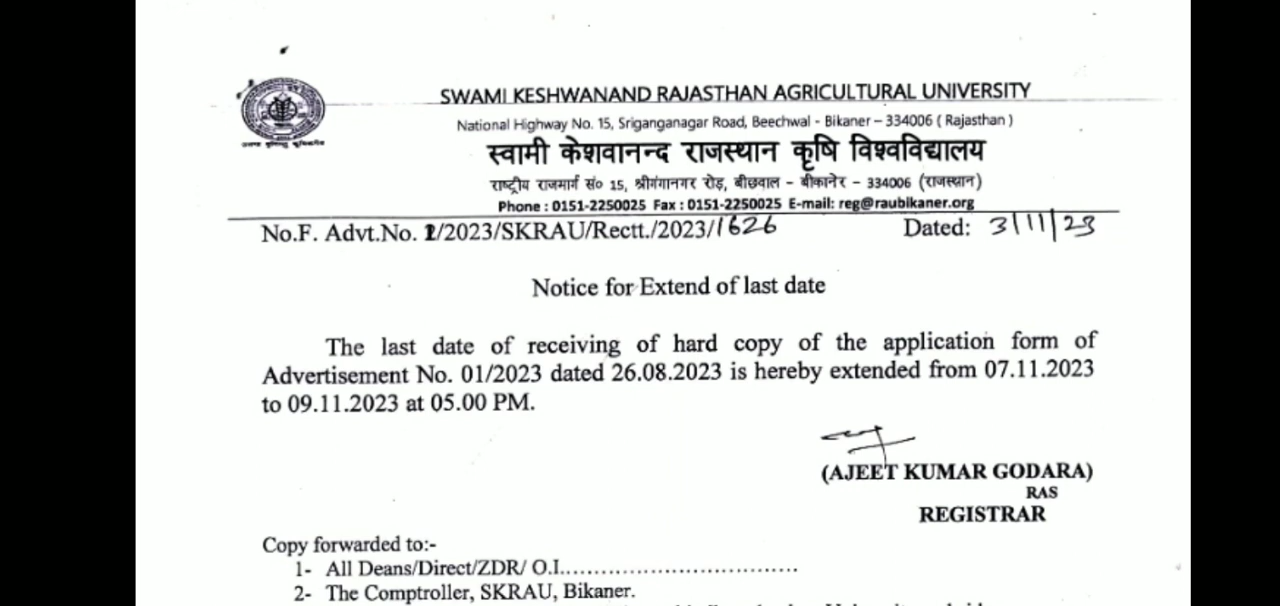 SWAMI KESHWANAND RAJASTHAN AGRICULTURAL UNIVERSITY
National Highway No. 15, Sriganganagar Road, Beechwal - Bikaner – 334006 ( Rajasthan )
स्वामी केशवानन्द राजस्थान कृषि विश्वविद्यालय
राष्ट्रीय राजमार्ग सं० 15, श्रीगंगानगर रोड़, बीछवाल - बीकानेर - 334006 (राजस्थान)
Phone : 0151-2250025 Fax : 0151-2250025 E-mail: reg@raubikaner.org
No.F. Advt.No. 1/2023/SKRAU/Rectt./2023/1626 Dated: 3/11/23
Notice for Extend of last date
The last date of receiving of hard copy of the application form of
Advertisement No. 01/2023 dated 26.08.2023 is hereby extended from 07.11.2023
to 09.11.2023 at 05.00 PM.
(AJEET KUMAR GODARA)
RAS
REGISTRAR
Copy forwarded to:-
1- All Deans/Direct/ZDR/ O.I.................................
2- The Comptroller, SKRAU, Bikaner.